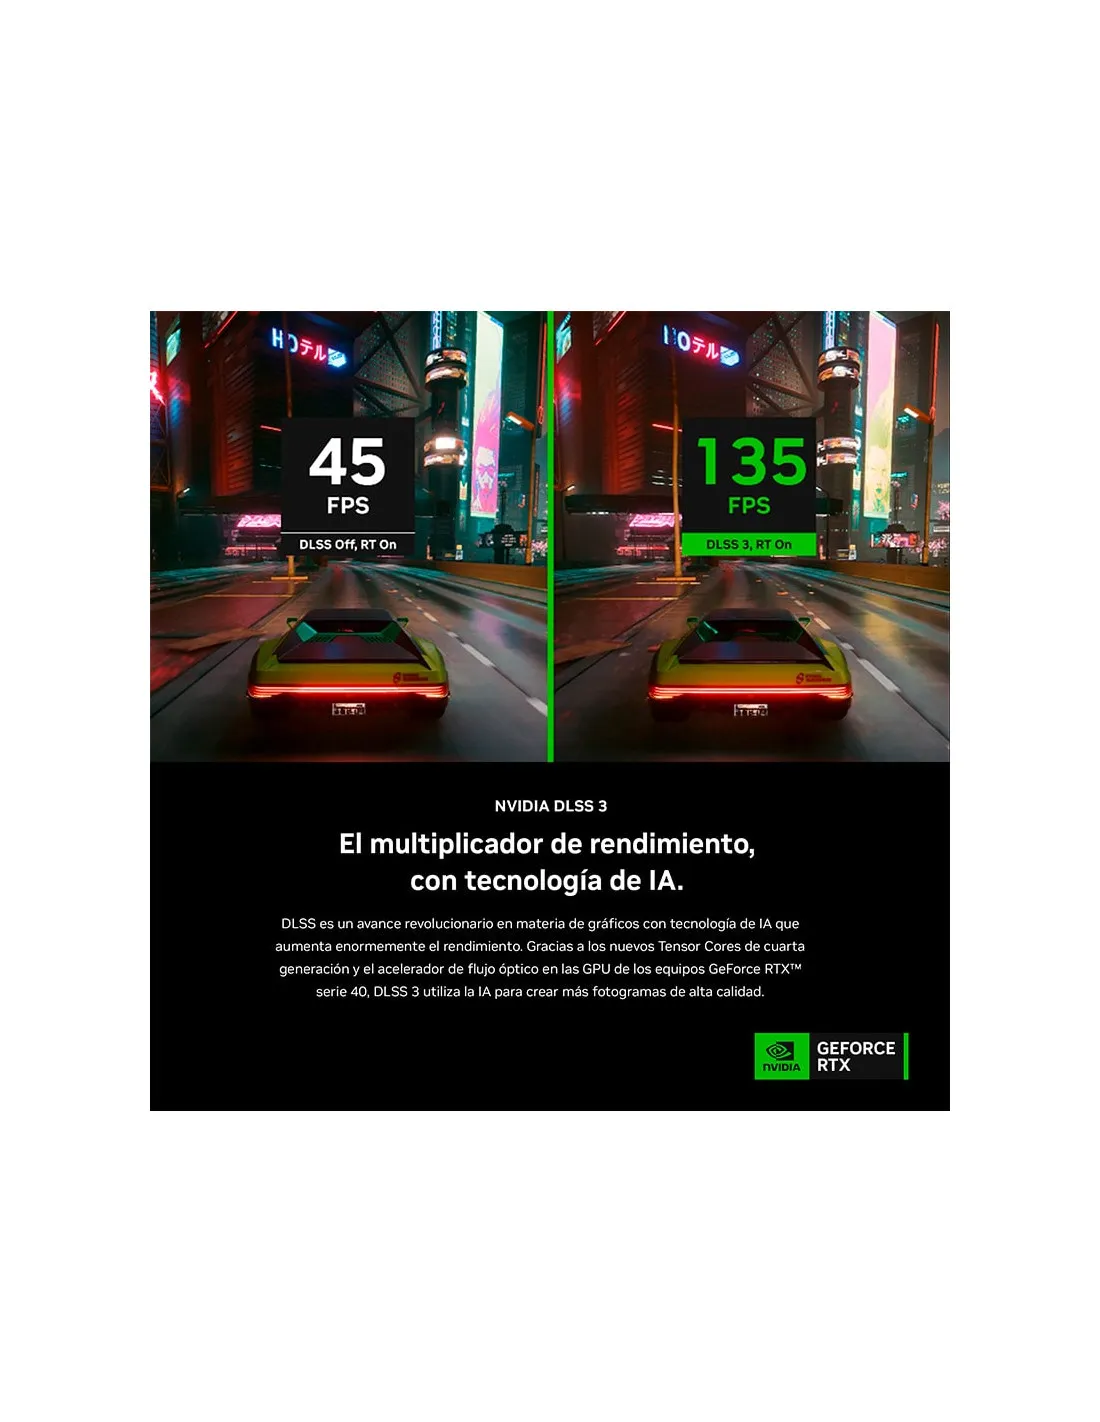 HOテル
HOテル
45
FPS
DLSS Off, RT On
135
FPS
DLSS 3, RT On
NVIDIA DLSS 3
El multiplicador de rendimiento,
con tecnología de IA.
DLSS es un avance revolucionario en materia de gráficos con tecnología de IA que
aumenta enormemente el rendimiento. Gracias a los nuevos Tensor Cores de cuarta
generación y el acelerador de flujo óptico en las GPU de los equipos GeForce RTX™
serie 40, DLSS 3 utiliza la IA para crear más fotogramas de alta calidad.
NVIDIA
GEFORCE
RTX